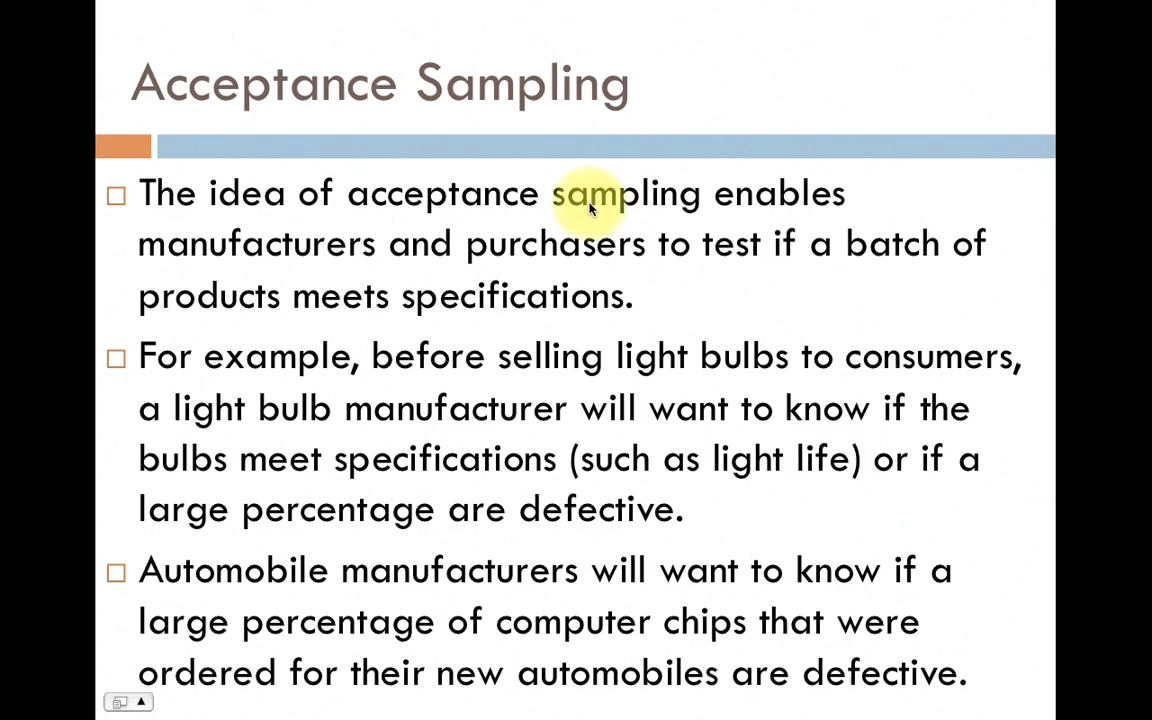 Acceptance Sampling
The idea of acceptance sampling enables
manufacturers and purchasers to test if a batch of
products meets specifications.
For example, before selling light bulbs to consumers,
a light bulb manufacturer will want to know if the
bulbs meet specifications (such as light life) or if a
large percentage are defective.
Automobile manufacturers will want to know if a
large percentage of computer chips that were
ordered for their new automobiles are defective.